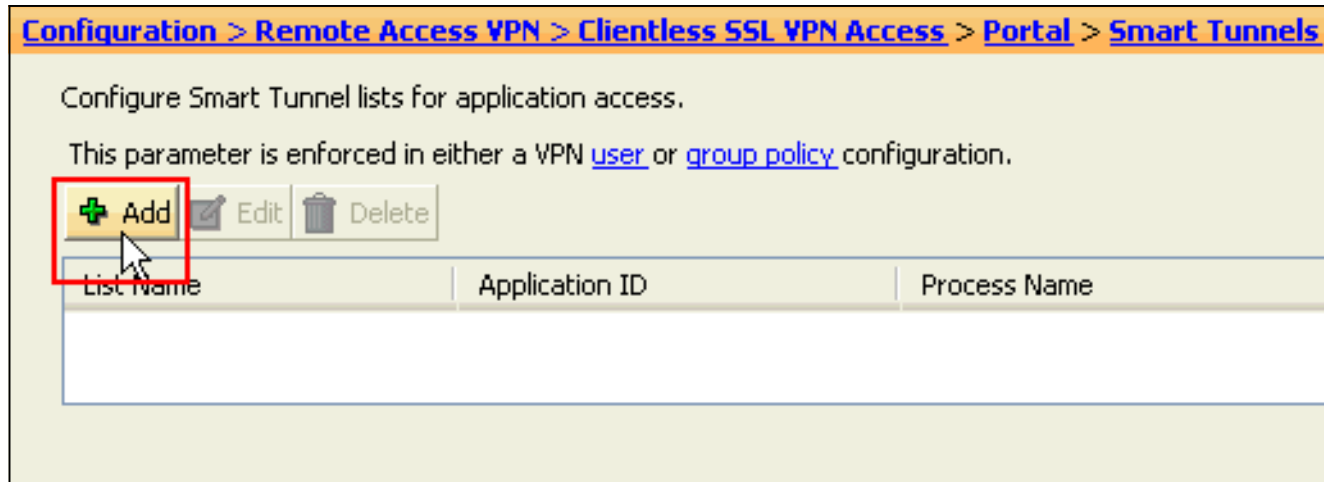 Configuration > Remote Access VPN > Clientless SSL VPN Access > Portal > Smart Tunnels
Configure Smart Tunnel lists for application access.
This parameter is enforced in either a VPN user or group policy configuration.
Add Edit Delete
List Name Application ID Process Name